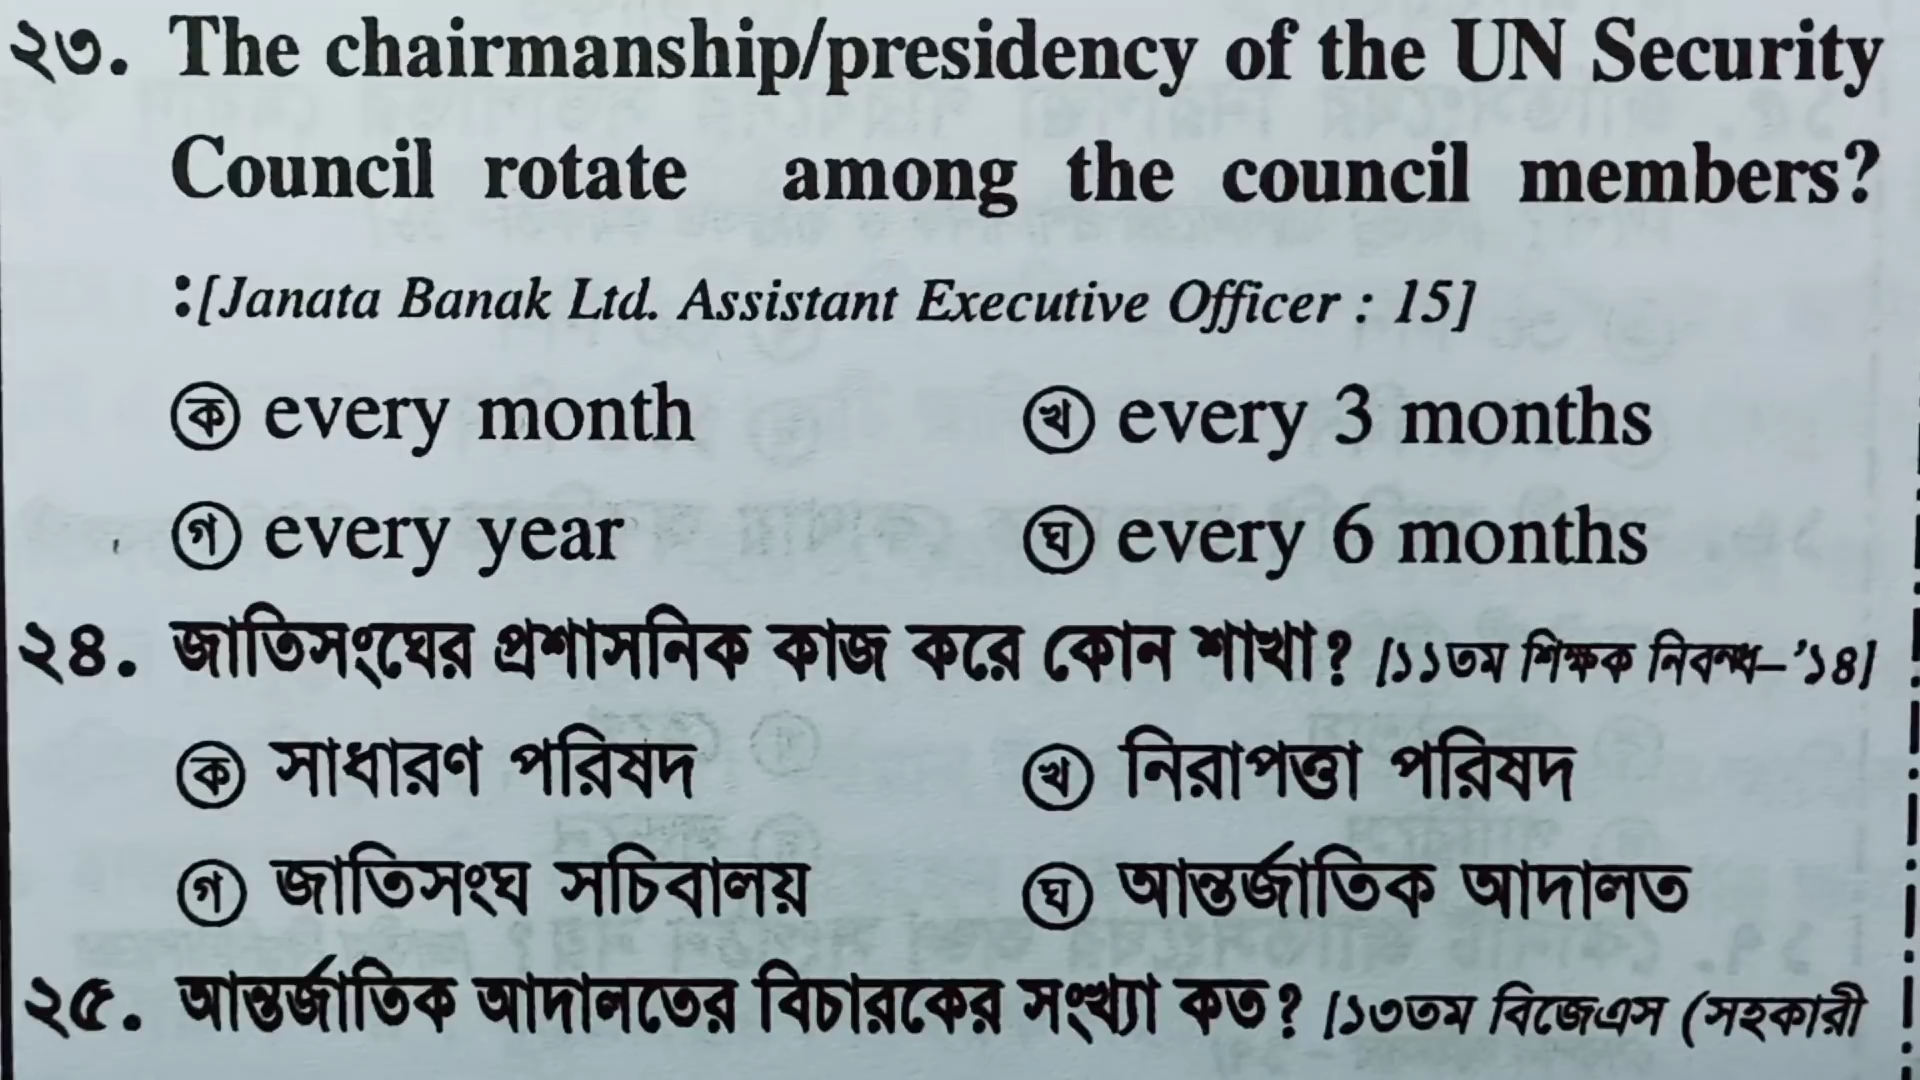 ২৩. The chairmanship/presidency of the UN Security
Council rotate among the council members?
:[Janata Banak Ltd. Assistant Executive Officer : 15]
ক every month খ every 3 months
গ every year ঘ every 6 months
২৪. জাতিসংঘের প্রশাসনিক কাজ করে কোন শাখা? [১১তম শিক্ষক নিবন্ধ–'১৪]
ক সাধারণ পরিষদ খ নিরাপত্তা পরিষদ
গ জাতিসংঘ সচিবালয় ঘ আন্তর্জাতিক আদালত
২৫. আন্তর্জাতিক আদালতের বিচারকের সংখ্যা কত? [১৩তম বিজেএস (সহকারী